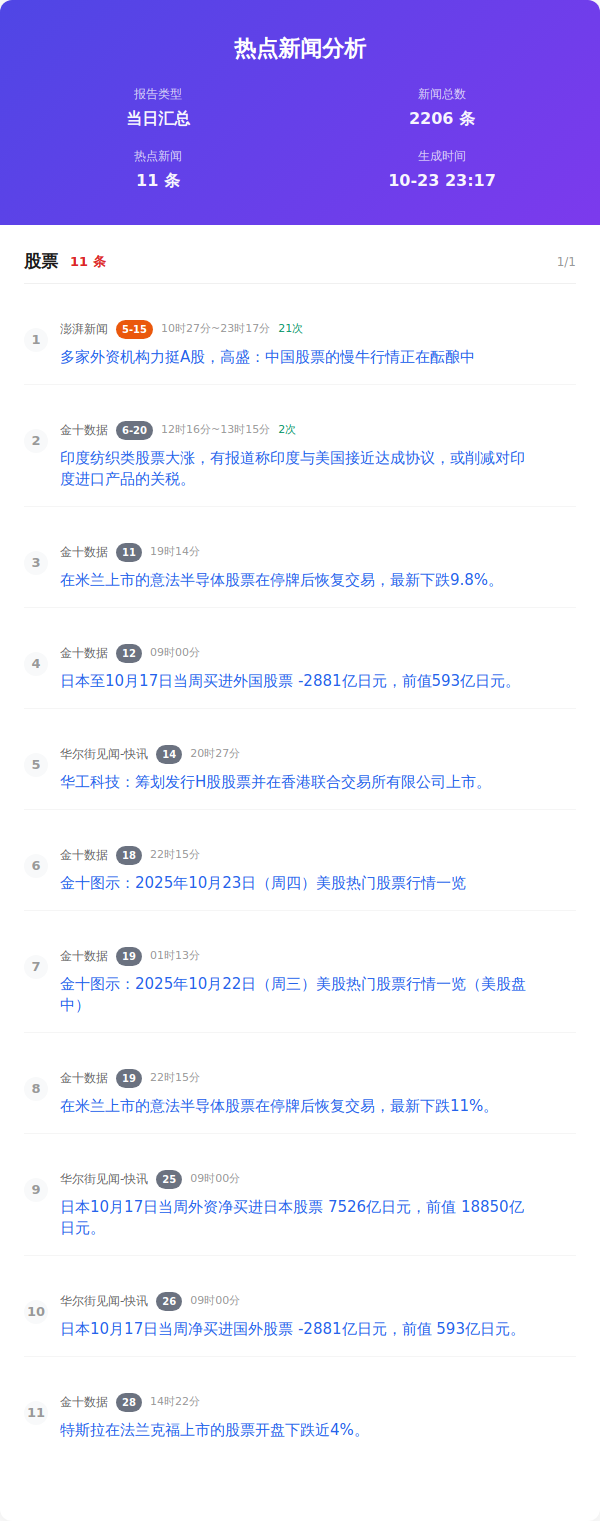 热点新闻分析
报告类型
新闻总数
当日汇总
2206 条
热点新闻
生成时间
11 条
10-23 23:17
股票 11 条 1/1
1
澎湃新闻 5-15 10时27分~23时17分 21次
多家外资机构力挺A股，高盛：中国股票的慢牛行情正在酝酿中
2
金十数据 6-20 12时16分~13时15分 2次
印度纺织类股票大涨，有报道称印度与美国接近达成协议，或削减对印
度进口产品的关税。
3
金十数据 11 19时14分
在米兰上市的意法半导体股票在停牌后恢复交易，最新下跌9.8%。
4
金十数据 12 09时00分
日本至10月17日当周买进外国股票 -2881亿日元，前值593亿日元。
5
华尔街见闻-快讯 14 20时27分
华工科技：筹划发行H股股票并在香港联合交易所有限公司上市。
6
金十数据 18 22时15分
金十图示：2025年10月23日（周四）美股热门股票行情一览
7
金十数据 19 01时13分
金十图示：2025年10月22日（周三）美股热门股票行情一览（美股盘
中）
8
金十数据 19 22时15分
在米兰上市的意法半导体股票在停牌后恢复交易，最新下跌11%。
9
华尔街见闻-快讯 25 09时00分
日本10月17日当周外资净买进日本股票 7526亿日元，前值 18850亿
日元。
10
华尔街见闻-快讯 26 09时00分
日本10月17日当周净买进国外股票 -2881亿日元，前值 593亿日元。
11
金十数据 28 14时22分
特斯拉在法兰克福上市的股票开盘下跌近4%。